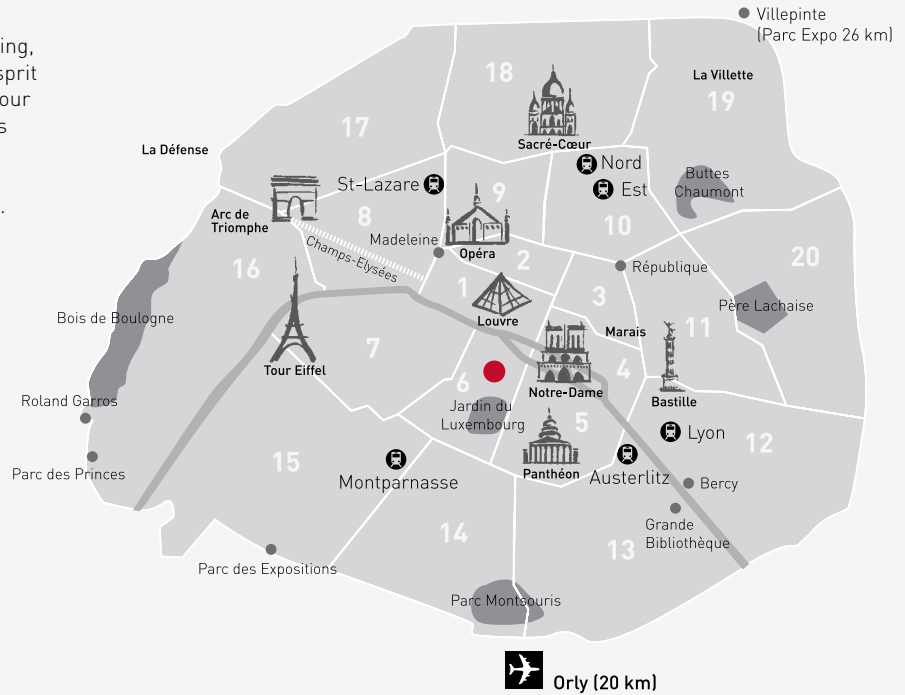 ing,
sprit
our
s
.
Villepinte
(Parc Expo 26 km)
18
La Villette
19
17
Sacré-Cœur
La Défense
Nord
Est
Buttes
Chaumont
St-Lazare
9
10
8
Arc de
Triomphe
Madeleine
Opéra
Champs-Elysées
2
République
20
16
1
3
Père Lachaise
Bois de Boulogne
Louvre
Marais
11
7
4
Tour Eiffel
6
Notre-Dame
Bastille
Roland Garros
Jardin du
Luxembourg
5
Lyon
12
Parc des Princes
15
Montparnasse
Panthéon
Austerlitz
Bercy
Grande
Bibliothèque
14
13
Parc des Expositions
Parc Montsouris
Orly (20 km)